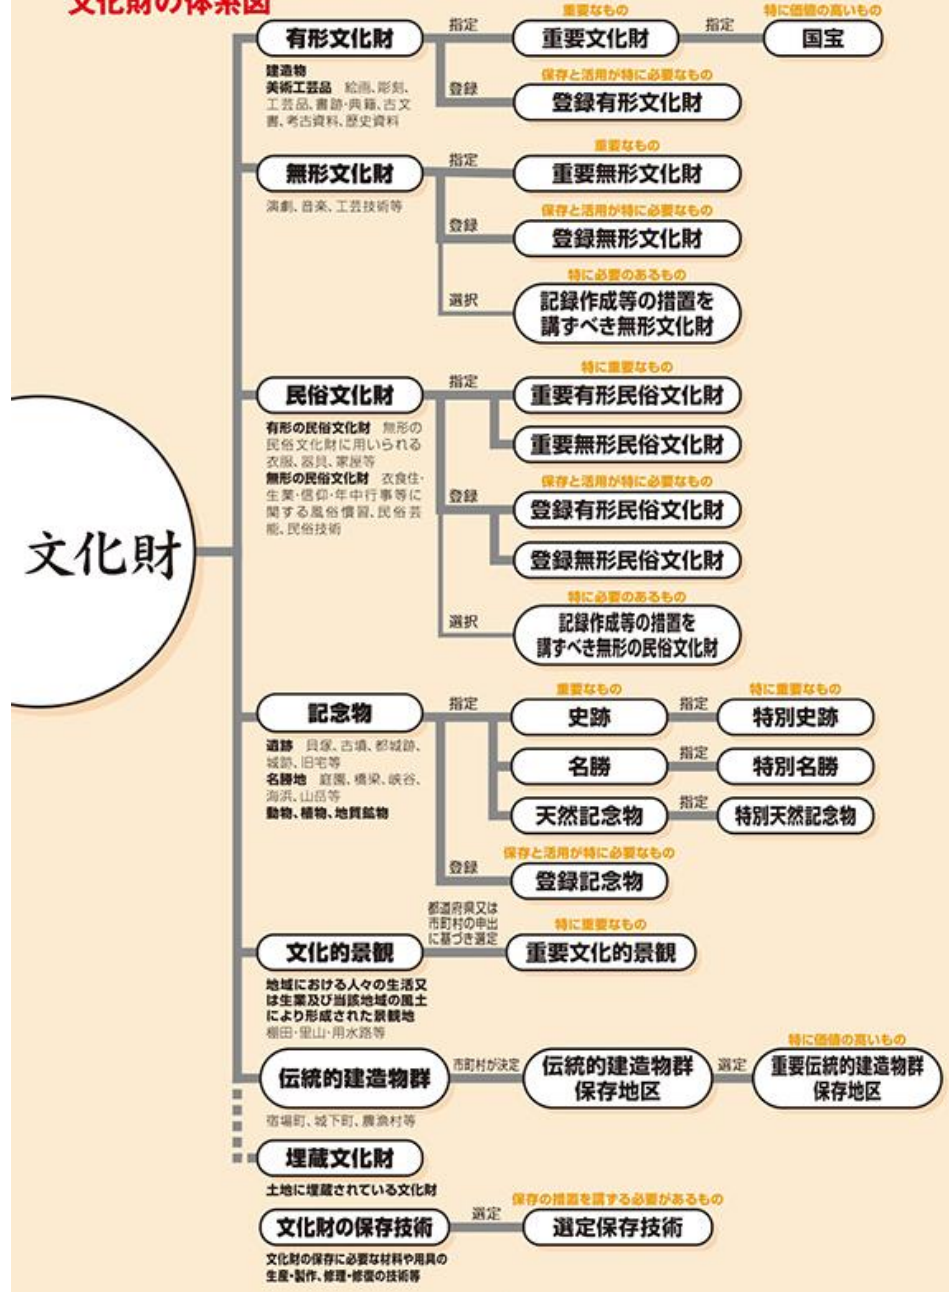 文化財の体系図
文化財
有形文化財
建造物
美術工芸品 絵画、彫刻、
工芸品、書跡・典籍、古文
書、考古資料、歴史資料
指定
重要なもの
重要文化財
指定
特に価値の高いもの
国宝
登録
保存と活用が特に必要なもの
登録有形文化財
無形文化財
演劇、音楽、工芸技術等
指定
重要なもの
重要無形文化財
登録
保存と活用が特に必要なもの
登録無形文化財
選択
特に必要のあるもの
記録作成等の措置を
講ずべき無形文化財
民俗文化財
有形の民俗文化財 無形の
民俗文化財に用いられる
衣服、器具、家屋等
無形の民俗文化財 衣食住・
生業・信仰・年中行事等に
関する風俗慣習、民俗芸
能、民俗技術
指定
特に重要なもの
重要有形民俗文化財
重要無形民俗文化財
登録
保存と活用が特に必要なもの
登録有形民俗文化財
登録無形民俗文化財
選択
特に必要のあるもの
記録作成等の措置を
講ずべき無形の民俗文化財
記念物
遺跡 貝塚、古墳、都城跡、
城跡、旧宅等
名勝地 庭園、橋梁、峡谷、
海浜、山岳等
動物、植物、地質鉱物
指定
重要なもの
史跡
指定
特に重要なもの
特別史跡
名勝
指定
特別名勝
天然記念物
指定
特別天然記念物
登録
保存と活用が特に必要なもの
登録記念物
文化的景観
地域における人々の生活又
は生業及び当該地域の風土
により形成された景観地
棚田・里山・用水路等
都道府県又は
市町村の申出
に基づき選定
特に重要なもの
重要文化的景観
伝統的建造物群
宿場町、城下町、農漁村等
市町村が決定
伝統的建造物群
保存地区
選定
特に価値の高いもの
重要伝統的建造物群
保存地区
埋蔵文化財
土地に埋蔵されている文化財
文化財の保存技術
文化財の保存に必要な材料や用具の
生産・製作、修理・修復の技術等
選定
保存の措置を講ずる必要があるもの
選定保存技術